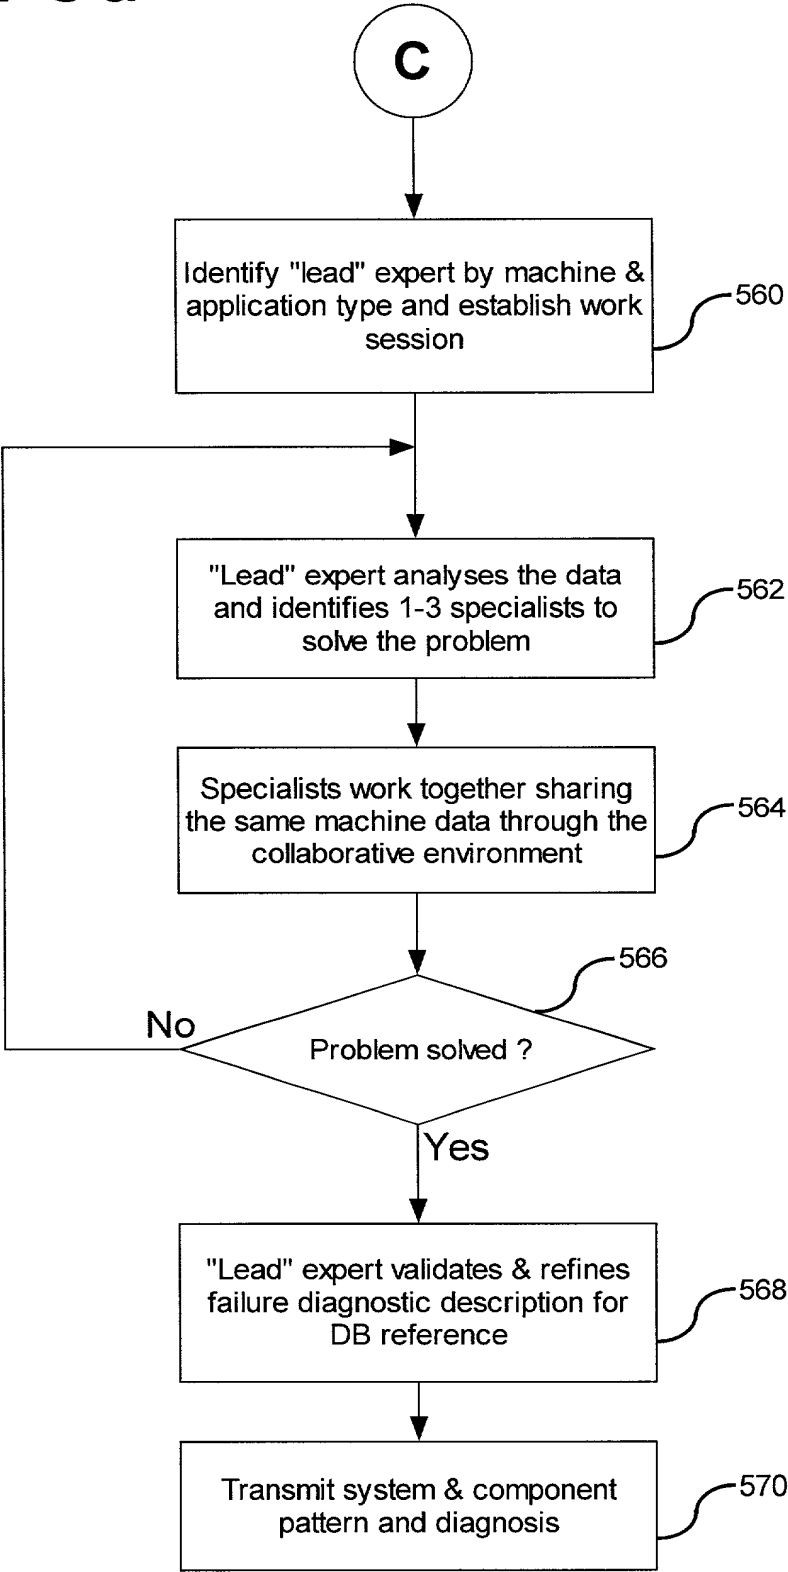 C
Identify "lead" expert by machine &
application type and establish work
session
560
"Lead" expert analyses the data
and identifies 1-3 specialists to
solve the problem
562
Specialists work together sharing
the same machine data through the
collaborative environment
564
566
No
Problem solved ?
Yes
"Lead" expert validates & refines
failure diagnostic description for
DB reference
568
Transmit system & component
pattern and diagnosis
570